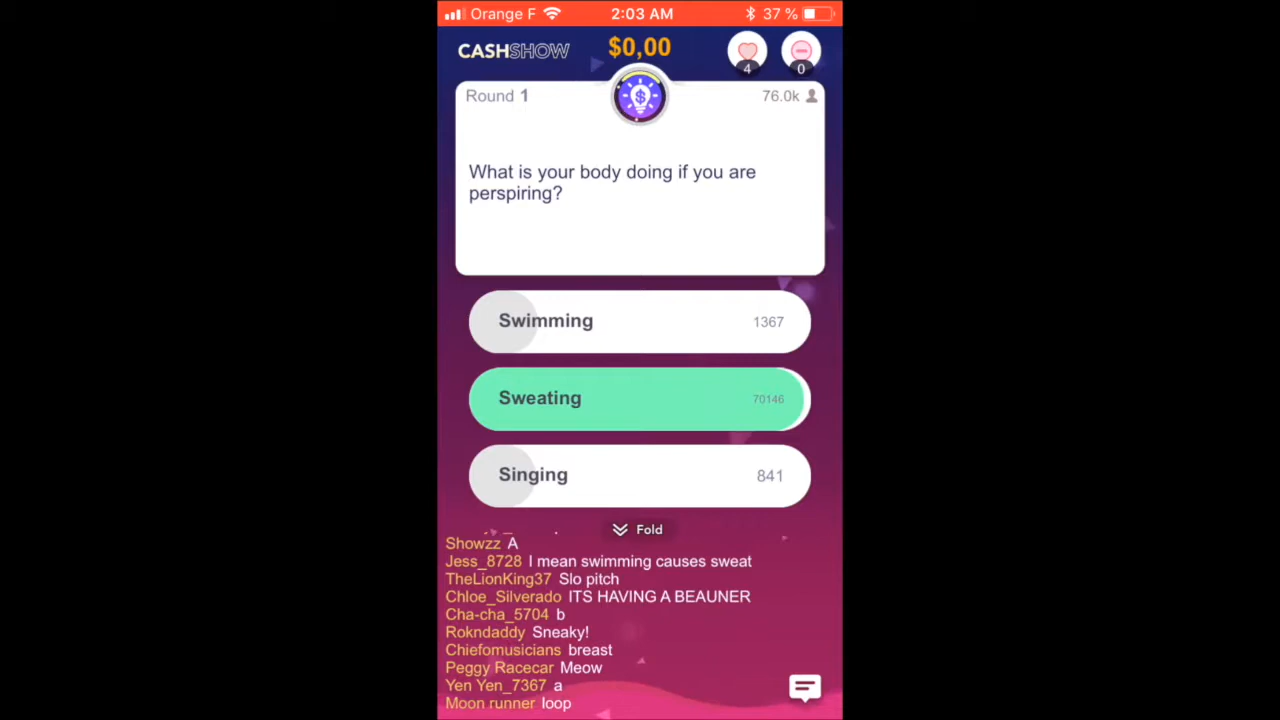 Orange F 2:03 AM 37 %
CASHSHOW $0,00 4 0
Round 1 $ 76.0k
What is your body doing if you are
perspiring?
Swimming 1367
Sweating 70146
Singing 841
Fold
Showzz A
Jess_8728 I mean swimming causes sweat
TheLionKing37 Slo pitch
Chloe_Silverado ITS HAVING A BEAUNER
Cha-cha_5704 b
Rokndaddy Sneaky!
Chiefomusicians breast
Peggy Racecar Meow
Yen Yen_7367 a
Moon runner loop